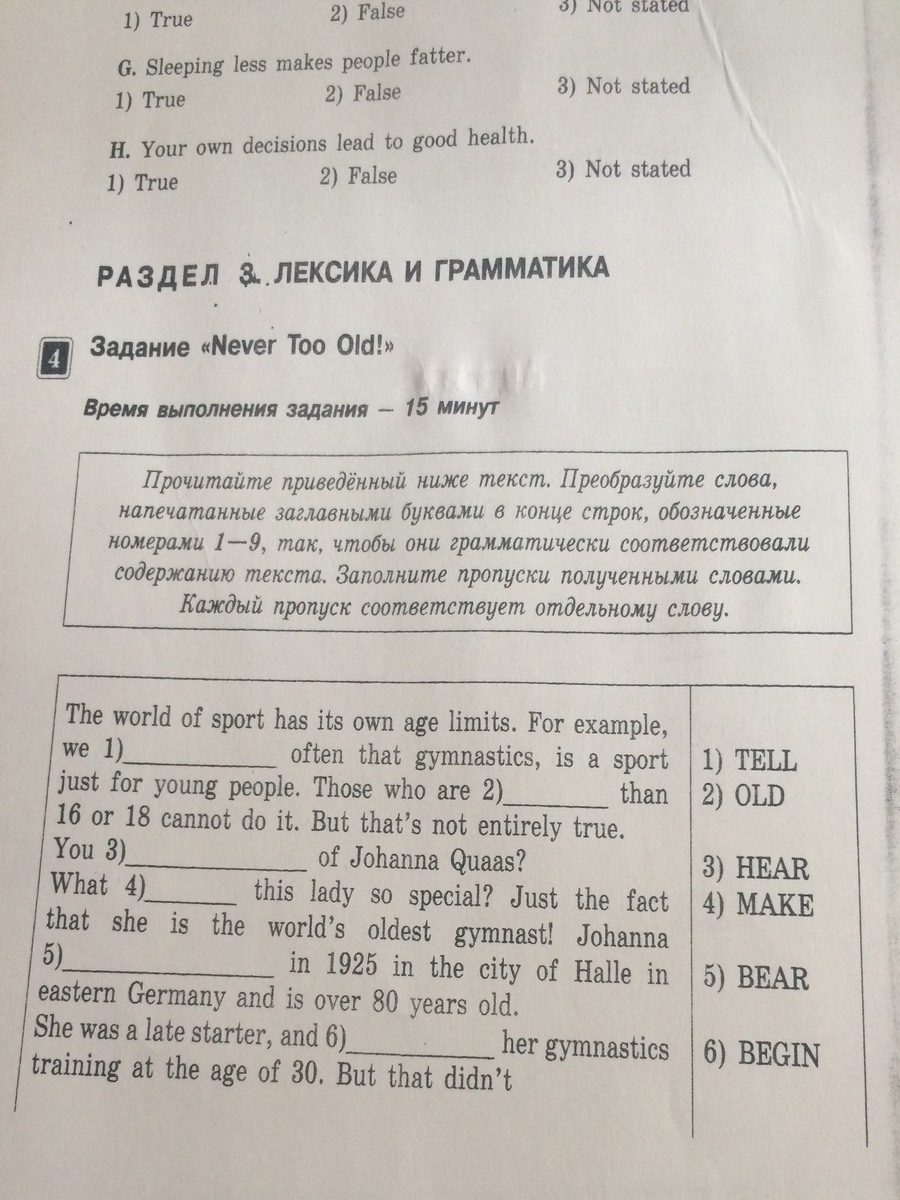 1) True 2) False 3) Not stated
G. Sleeping less makes people fatter.
1) True 2) False 3) Not stated
H. Your own decisions lead to good health.
1) True 2) False 3) Not stated
РАЗДЕЛ 3. ЛЕКСИКА И ГРАММАТИКА
4 Задание «Never Too Old!»
Время выполнения задания — 15 минут
Прочитайте приведённый ниже текст. Преобразуйте слова,
напечатанные заглавными буквами в конце строк, обозначенные
номерами 1—9, так, чтобы они грамматически соответствовали
содержанию текста. Заполните пропуски полученными словами.
Каждый пропуск соответствует отдельному слову.
The world of sport has its own age limits. For example,
we 1)____________ often that gymnastics, is a sport 1) TELL
just for young people. Those who are 2)________ than 2) OLD
16 or 18 cannot do it. But that's not entirely true.
You 3)______________ of Johanna Quaas? 3) HEAR
What 4)_______ this lady so special? Just the fact 4) MAKE
that she is the world's oldest gymnast! Johanna
5)________________ in 1925 in the city of Halle in 5) BEAR
eastern Germany and is over 80 years old.
She was a late starter, and 6)___________ her gymnastics 6) BEGIN
training at the age of 30. But that didn't